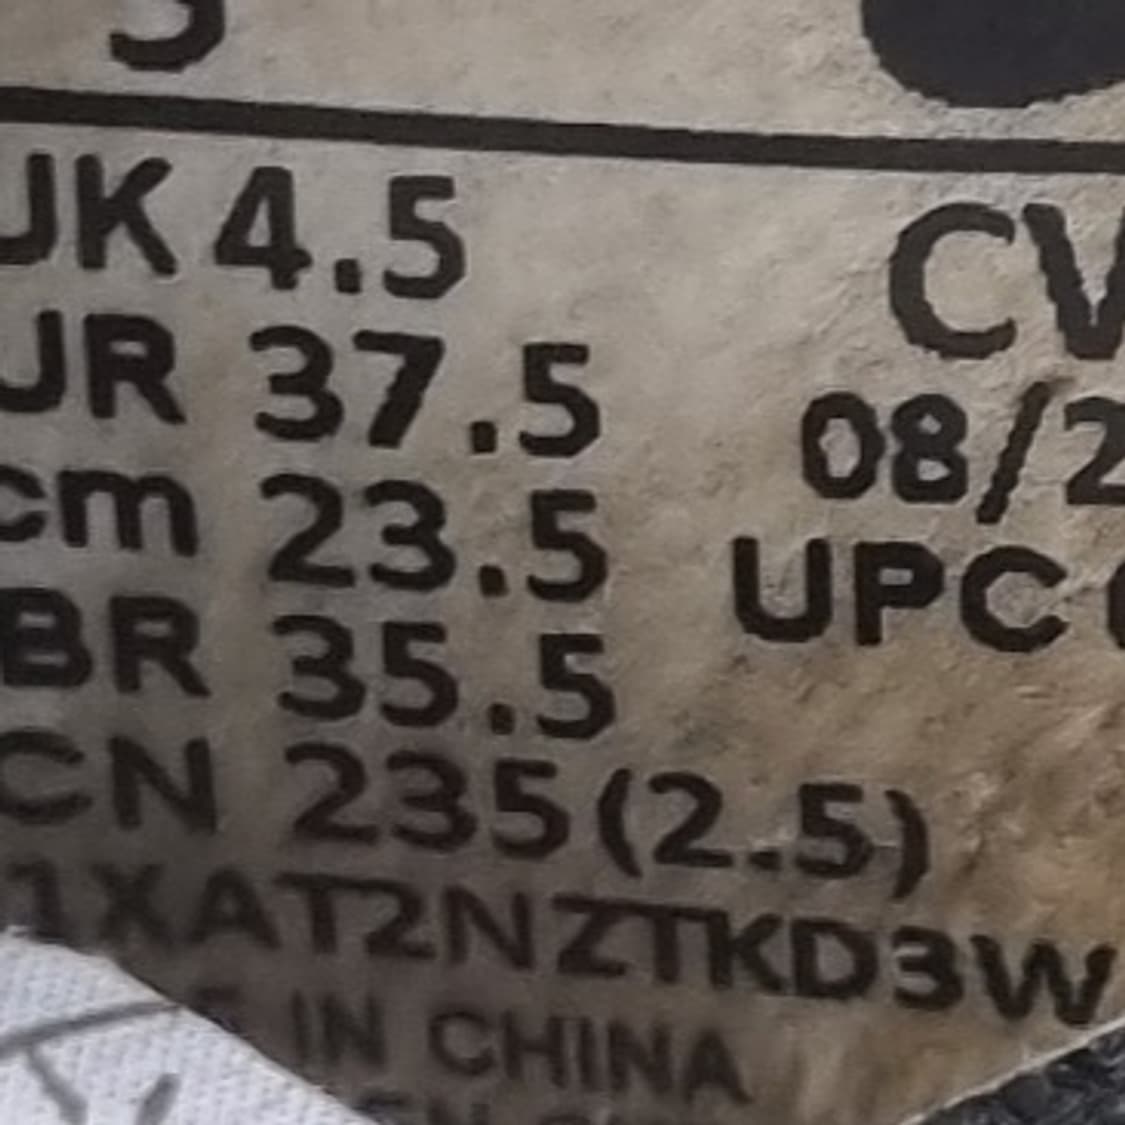 5
UK 4.5
UR 37.5
cm 23.5
BR 35.5
CN 235(2.5)
CV
08/2
UPC
1XAT2NZTKD3W
IN CHINA